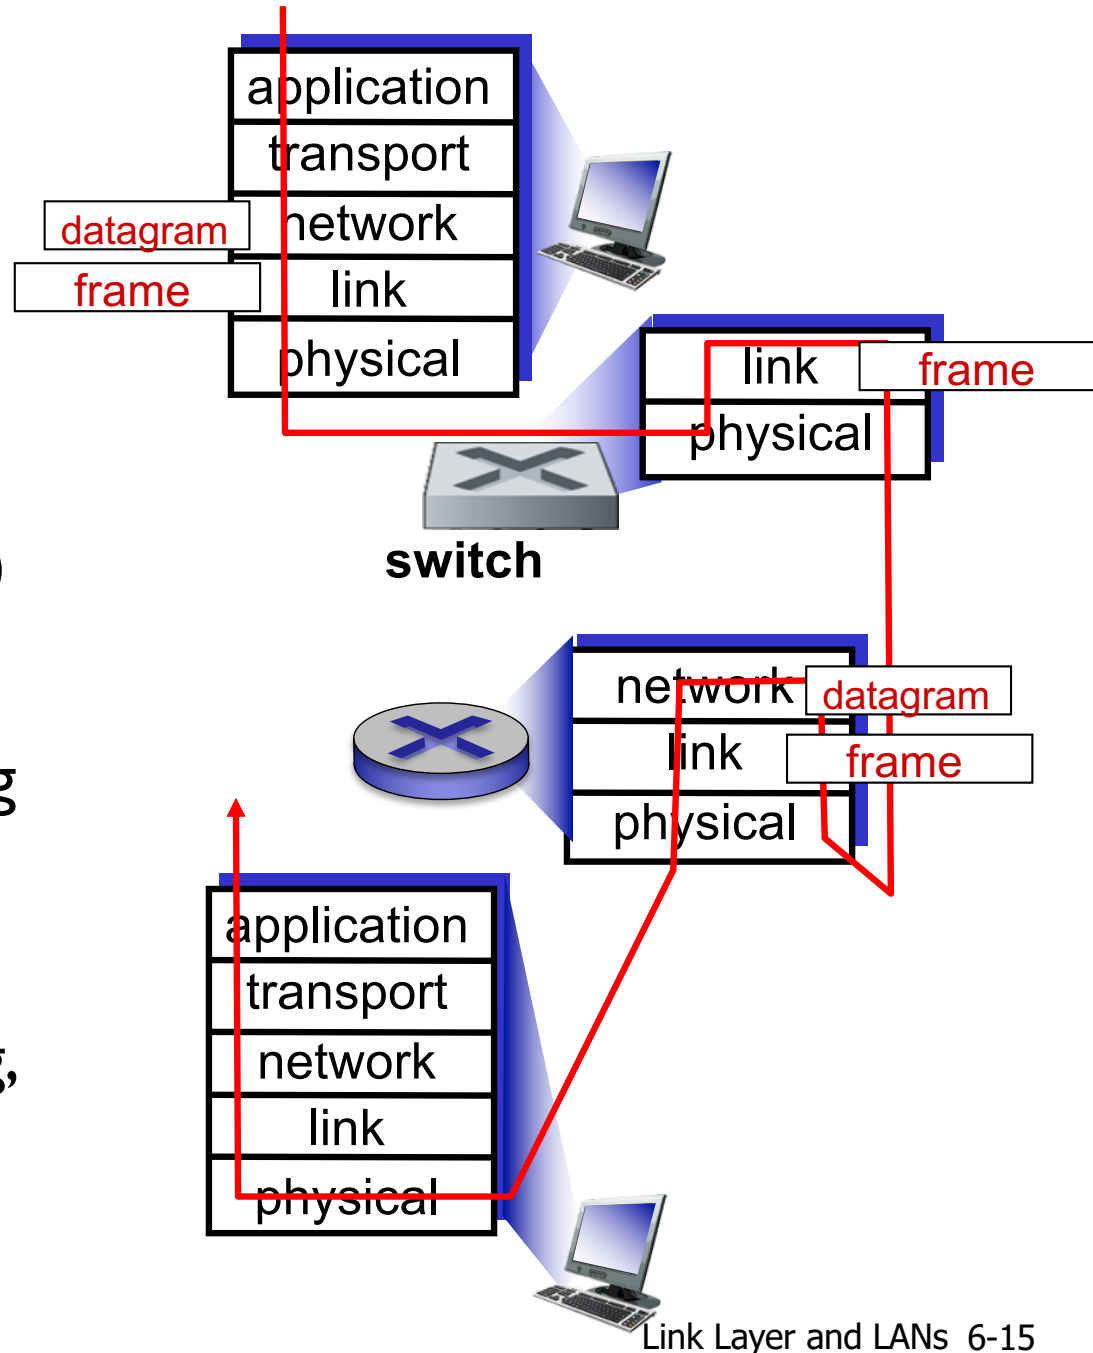 application
transport
datagram network
frame link
physical
link frame
physical
switch
)
network datagram
link frame
g
physical
application
transport
g,
network
link
physical
Link Layer and LANs 6-15